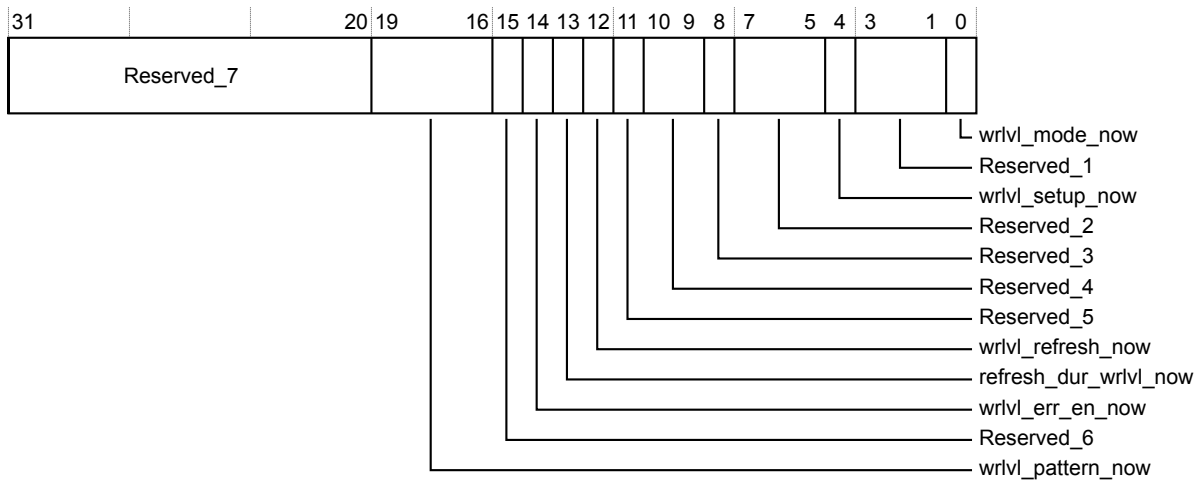 31 20 19 16 15 14 13 12 11 10 9 8 7 5 4 3 1 0
Reserved_7
wrlvl_mode_now
Reserved_1
wrlvl_setup_now
Reserved_2
Reserved_3
Reserved_4
Reserved_5
wrlvl_refresh_now
refresh_dur_wrlvl_now
wrlvl_err_en_now
Reserved_6
wrlvl_pattern_now